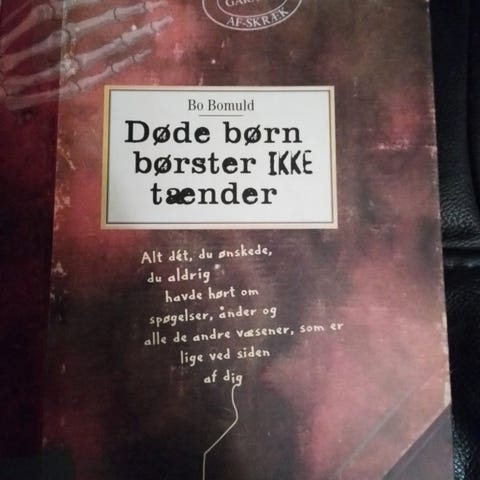 AF-SKRÆK
Bo Bomuld
Døde børn
børster IKKE
tænder
Alt dét, du ønskede,
du aldrig
havde hørt om
spøgelser, ånder og
alle de andre væsener, som er
lige ved siden
af dig